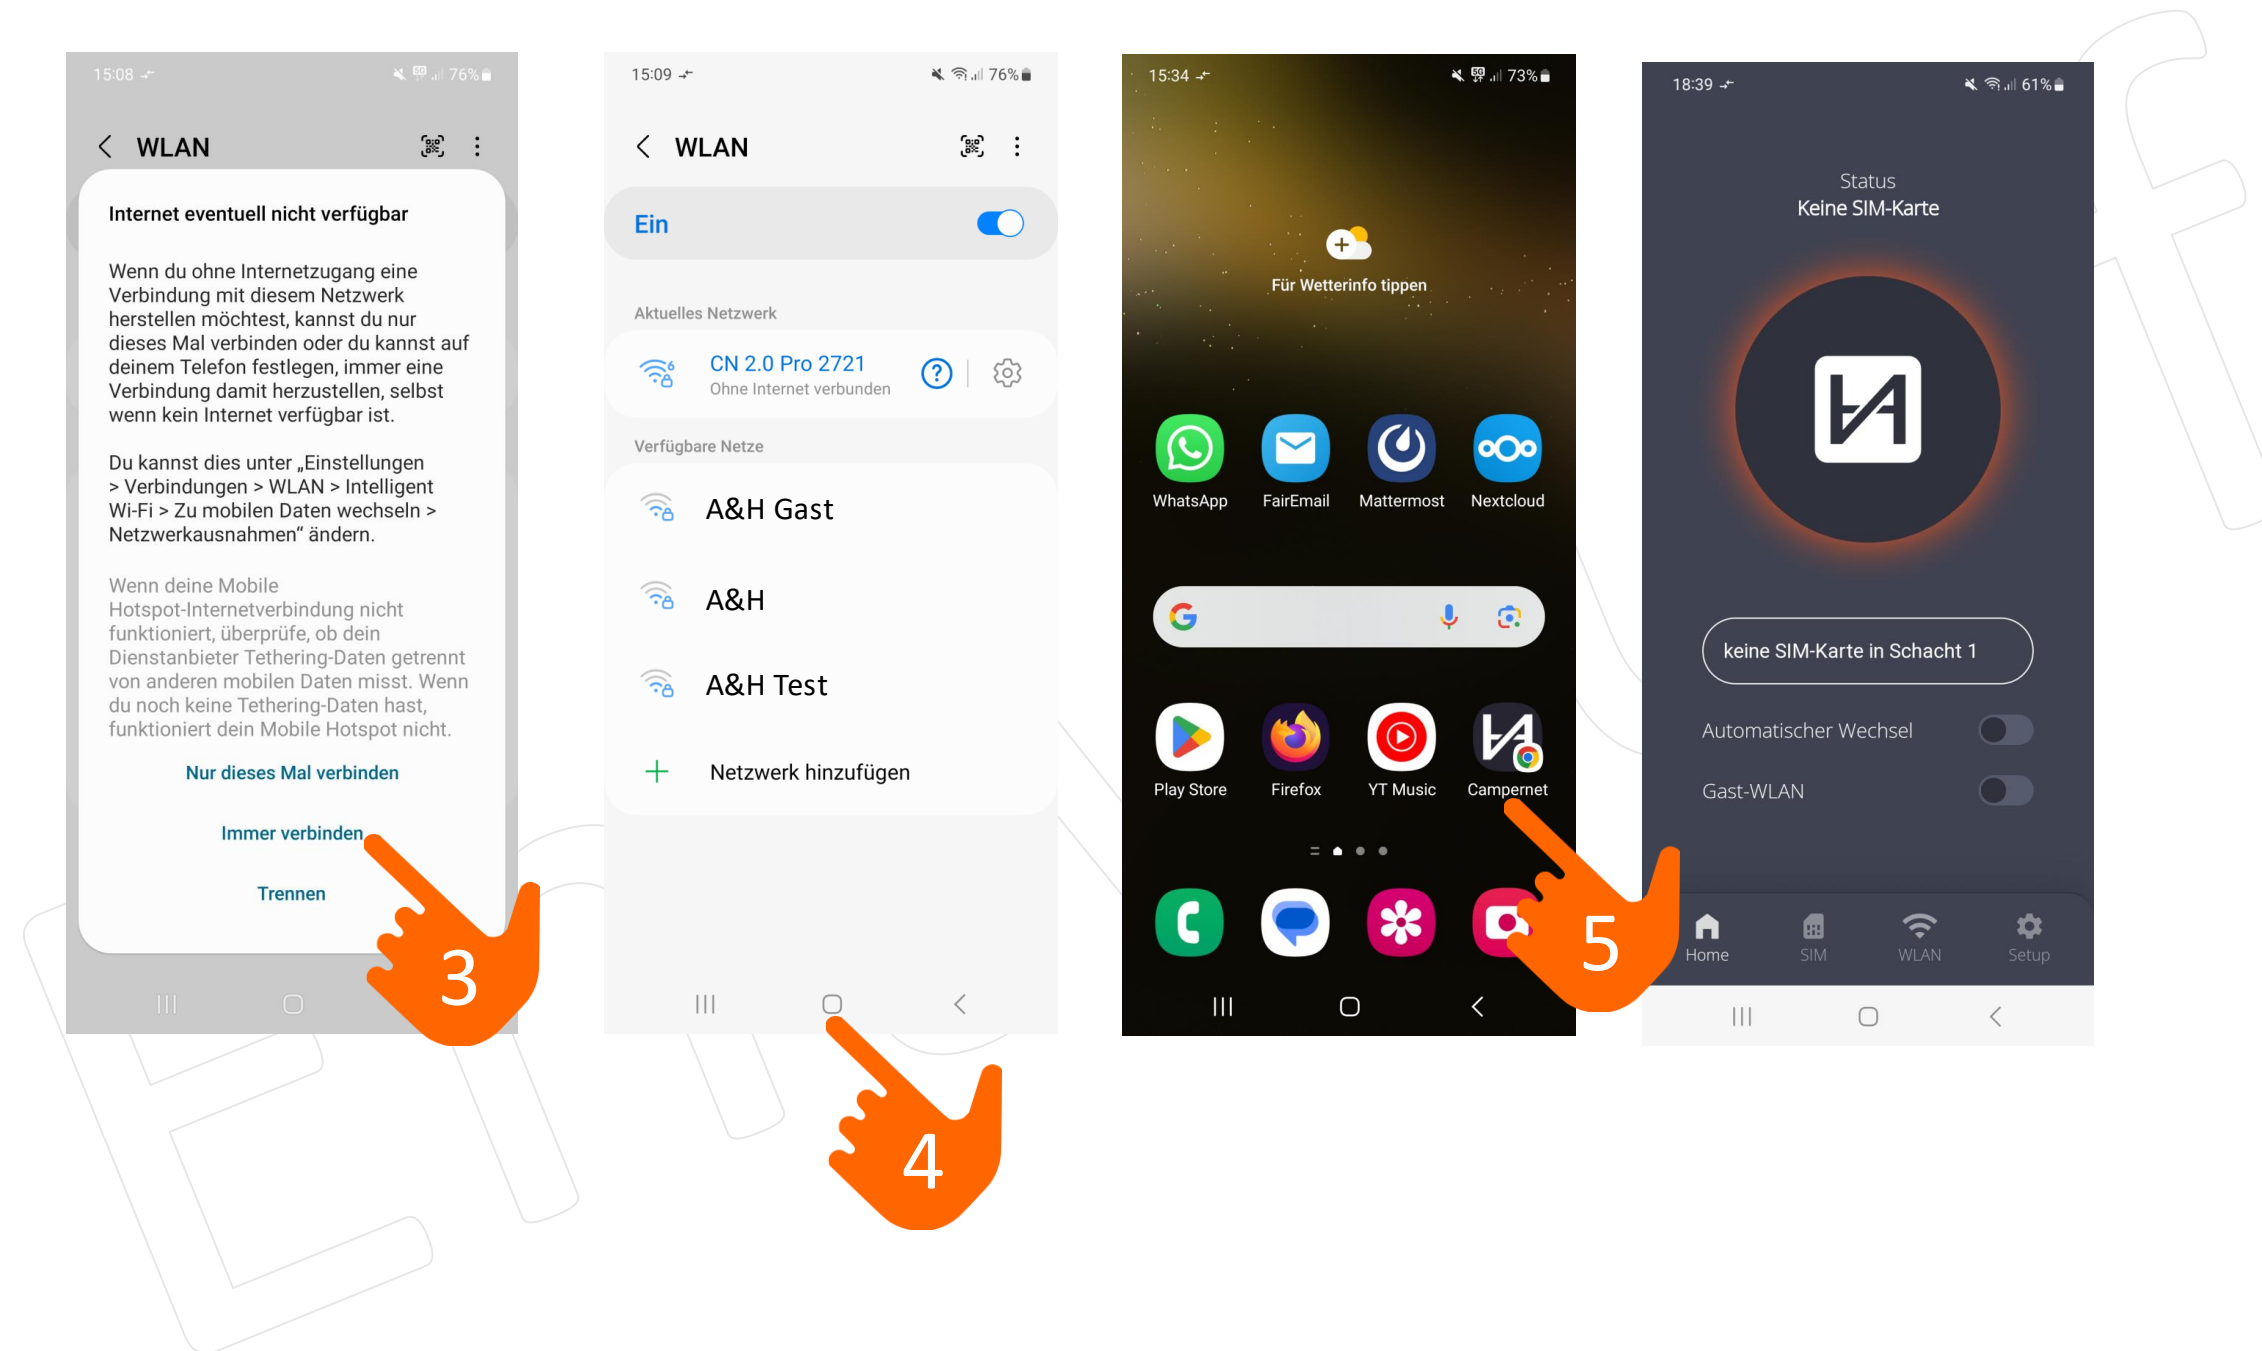 15:08
76%
WLAN
Internet eventuell nicht verfügbar
Wenn du ohne Internetzugang eine
Verbindung mit diesem Netzwerk
herstellen möchtest, kannst du nur
dieses Mal verbinden oder du kannst auf
deinem Telefon festlegen, immer eine
Verbindung damit herzustellen, selbst
wenn kein Internet verfügbar ist.
Du kannst dies unter „Einstellungen
> Verbindungen > WLAN > Intelligent
Wi-Fi > Zu mobilen Daten wechseln >
Netzwerkausnahmen“ ändern.
Wenn deine Mobile
Hotspot-Internetverbindung nicht
funktioniert, überprüfe, ob dein
Dienstanbieter Tethering-Daten getrennt
von anderen mobilen Daten misst. Wenn
du noch keine Tethering-Daten hast,
funktioniert dein Mobile Hotspot nicht.
Nur dieses Mal verbinden
Immer verbinden
Trennen
3
15:09
76%
WLAN
Ein
Aktuelles Netzwerk
CN 2.0 Pro 2721
Ohne Internet verbunden
Verfügbare Netze
A&H Gast
A&H
A&H Test
Netzwerk hinzufügen
4
15:34
5G
73%
Für Wetterinfo tippen
WhatsApp
FairEmail
Mattermost
Nextcloud
Play Store
Firefox
YT Music
Campernet
5
18:39
61%
Status
Keine SIM-Karte
keine SIM-Karte in Schacht 1
Automatischer Wechsel
Gast-WLAN
Home
SIM
WLAN
Setup